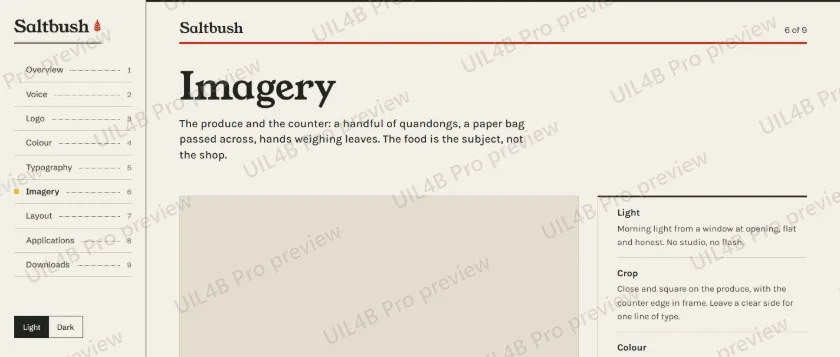 Saltbush
Overview 1
Voice 2
Logo 3
Colour 4
Typography 5
Imagery 6
Layout 7
Applications 8
Downloads 9
Light Dark
Saltbush
6 of 9
Imagery
The produce and the counter: a handful of quandongs, a paper bag
passed across, hands weighing leaves. The food is the subject, not
the shop.
Light
Morning light from a window at opening, flat
and honest. No studio, no flash.
Crop
Close and square on the produce, with the
counter edge in frame. Leave a clear side for
one line of type.
Colour
UIL4B Pro preview